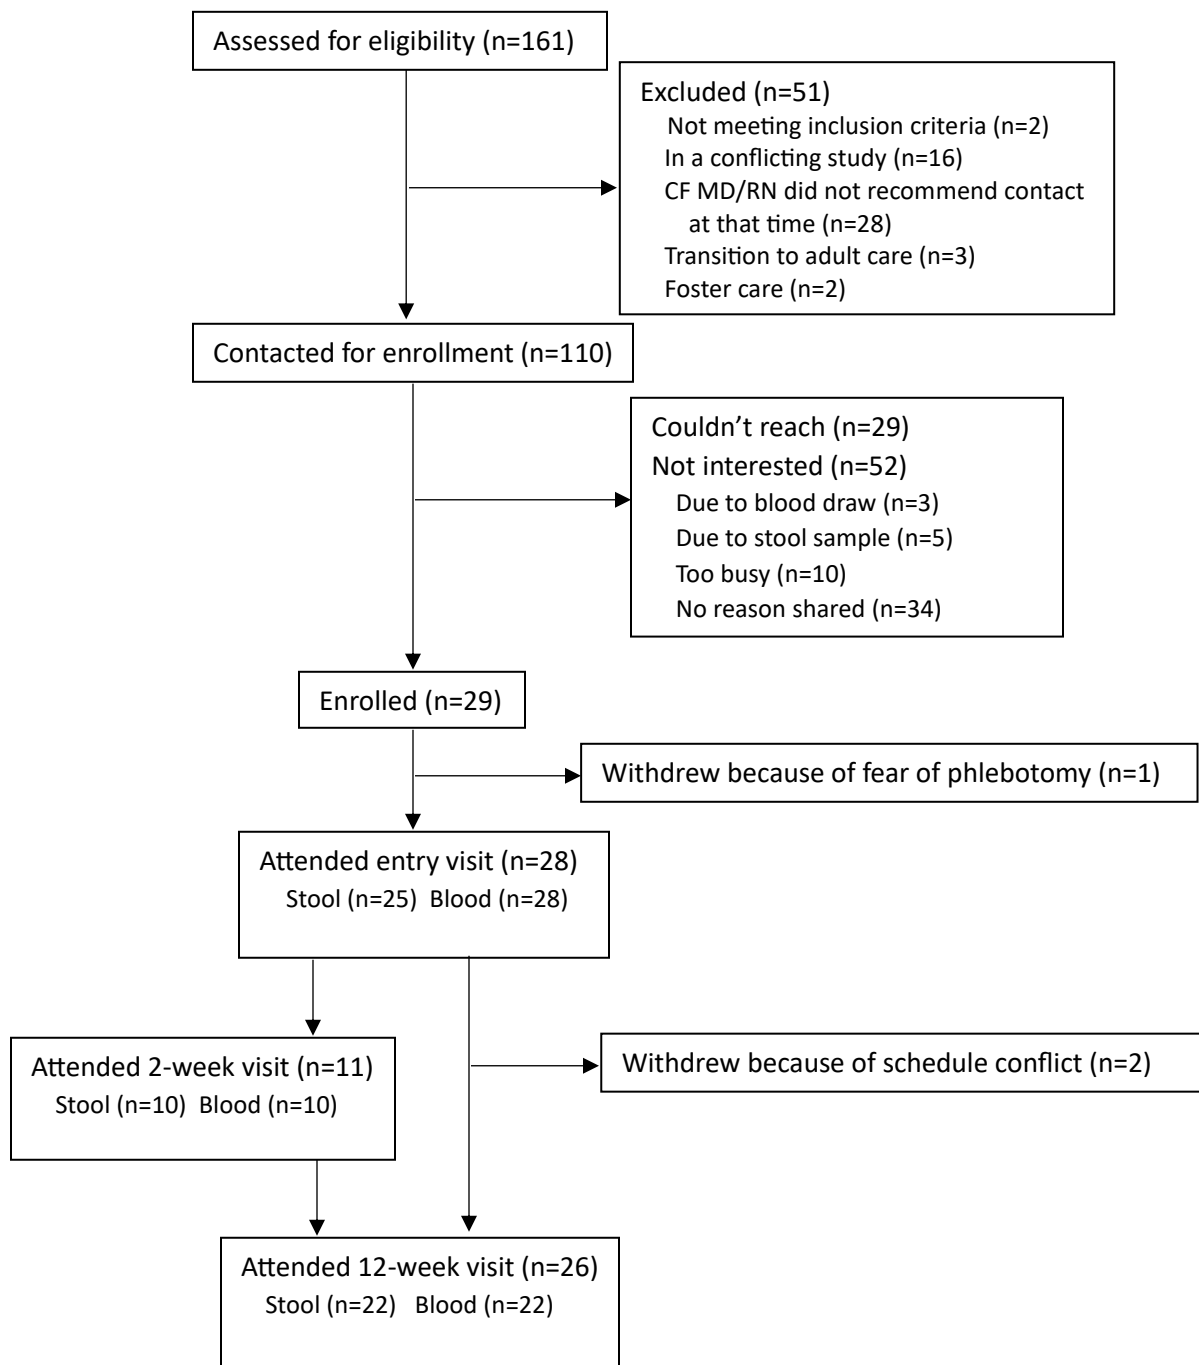 Assessed for eligibility (n=161)
Excluded (n=51)
Not meeting inclusion criteria (n=2)
In a conflicting study (n=16)
CF MD/RN did not recommend contact
at that time (n=28)
Transition to adult care (n=3)
Foster care (n=2)
Contacted for enrollment (n=110)
Couldn’t reach (n=29)
Not interested (n=52)
Due to blood draw (n=3)
Due to stool sample (n=5)
Too busy (n=10)
No reason shared (n=34)
Enrolled (n=29)
Withdrew because of fear of phlebotomy (n=1)
Attended entry visit (n=28)
Stool (n=25) Blood (n=28)
Attended 2-week visit (n=11)
Stool (n=10) Blood (n=10)
Withdrew because of schedule conflict (n=2)
Attended 12-week visit (n=26)
Stool (n=22) Blood (n=22)